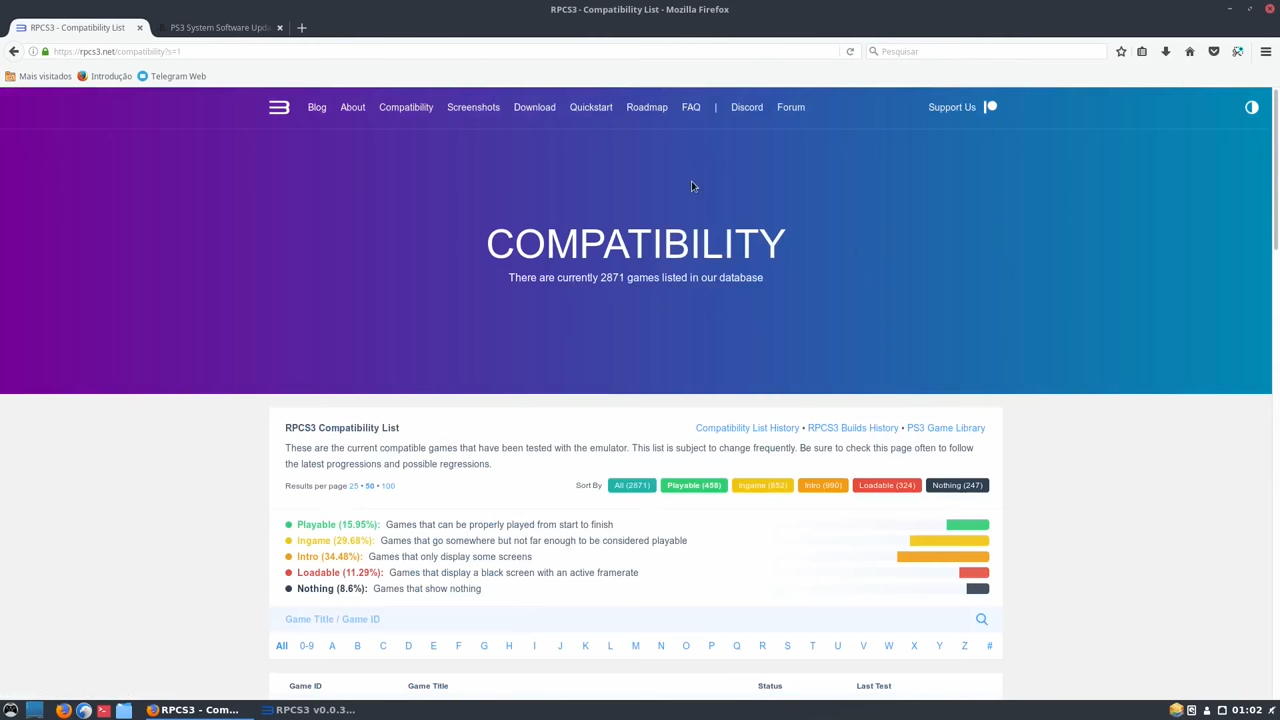 RPCS3 - Compatibility List - Mozilla Firefox
RPCS3 - Compatibility List
PS3 System Software Upda
https://rpcs3.net/compatibility?s=1
Pesquisar
Mais visitados
Introdução
Telegram Web
Blog About Compatibility Screenshots Download Quickstart Roadmap FAQ | Discord Forum
Support Us
COMPATIBILITY
There are currently 2871 games listed in our database
RPCS3 Compatibility List
Compatibility List History • RPCS3 Builds History • PS3 Game Library
These are the current compatible games that have been tested with the emulator. This list is subject to change frequently. Be sure to check this page often to follow
the latest progressions and possible regressions.
Results per page 25 • 50 • 100
Sort By All (2871) Playable (458) Ingame (852) Intro (990) Loadable (324) Nothing (247)
Playable (15.95%): Games that can be properly played from start to finish
Ingame (29.68%): Games that go somewhere but not far enough to be considered playable
Intro (34.48%): Games that only display some screens
Loadable (11.29%): Games that display a black screen with an active framerate
Nothing (8.6%): Games that show nothing
Game Title / Game ID
All 0-9 A B C D E F G H I J K L M N O P Q R S T U V W X Y Z #
Game ID Game Title Status Last Test
RPCS3 - Com...
RPCS3 v0.0.3...
01:02